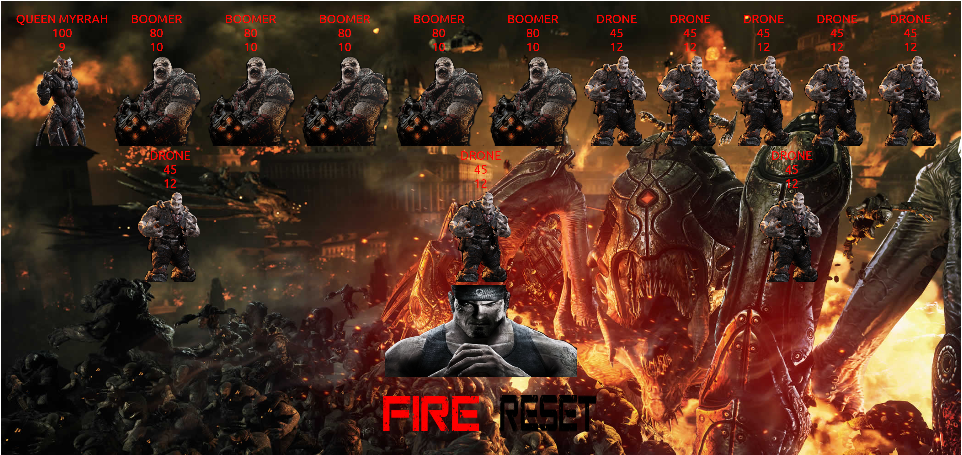 QUEEN MYRRAH BOOMER BOOMER BOOMER BOOMER BOOMER DRONE DRONE DRONE DRONE DRONE
100 80 80 80 80 80 45 45 45 45 45
9 10 10 10 10 10 12 12 12 12 12
DRONE DRONE DRONE
45 45 45
12 12 12
FIRE RESET